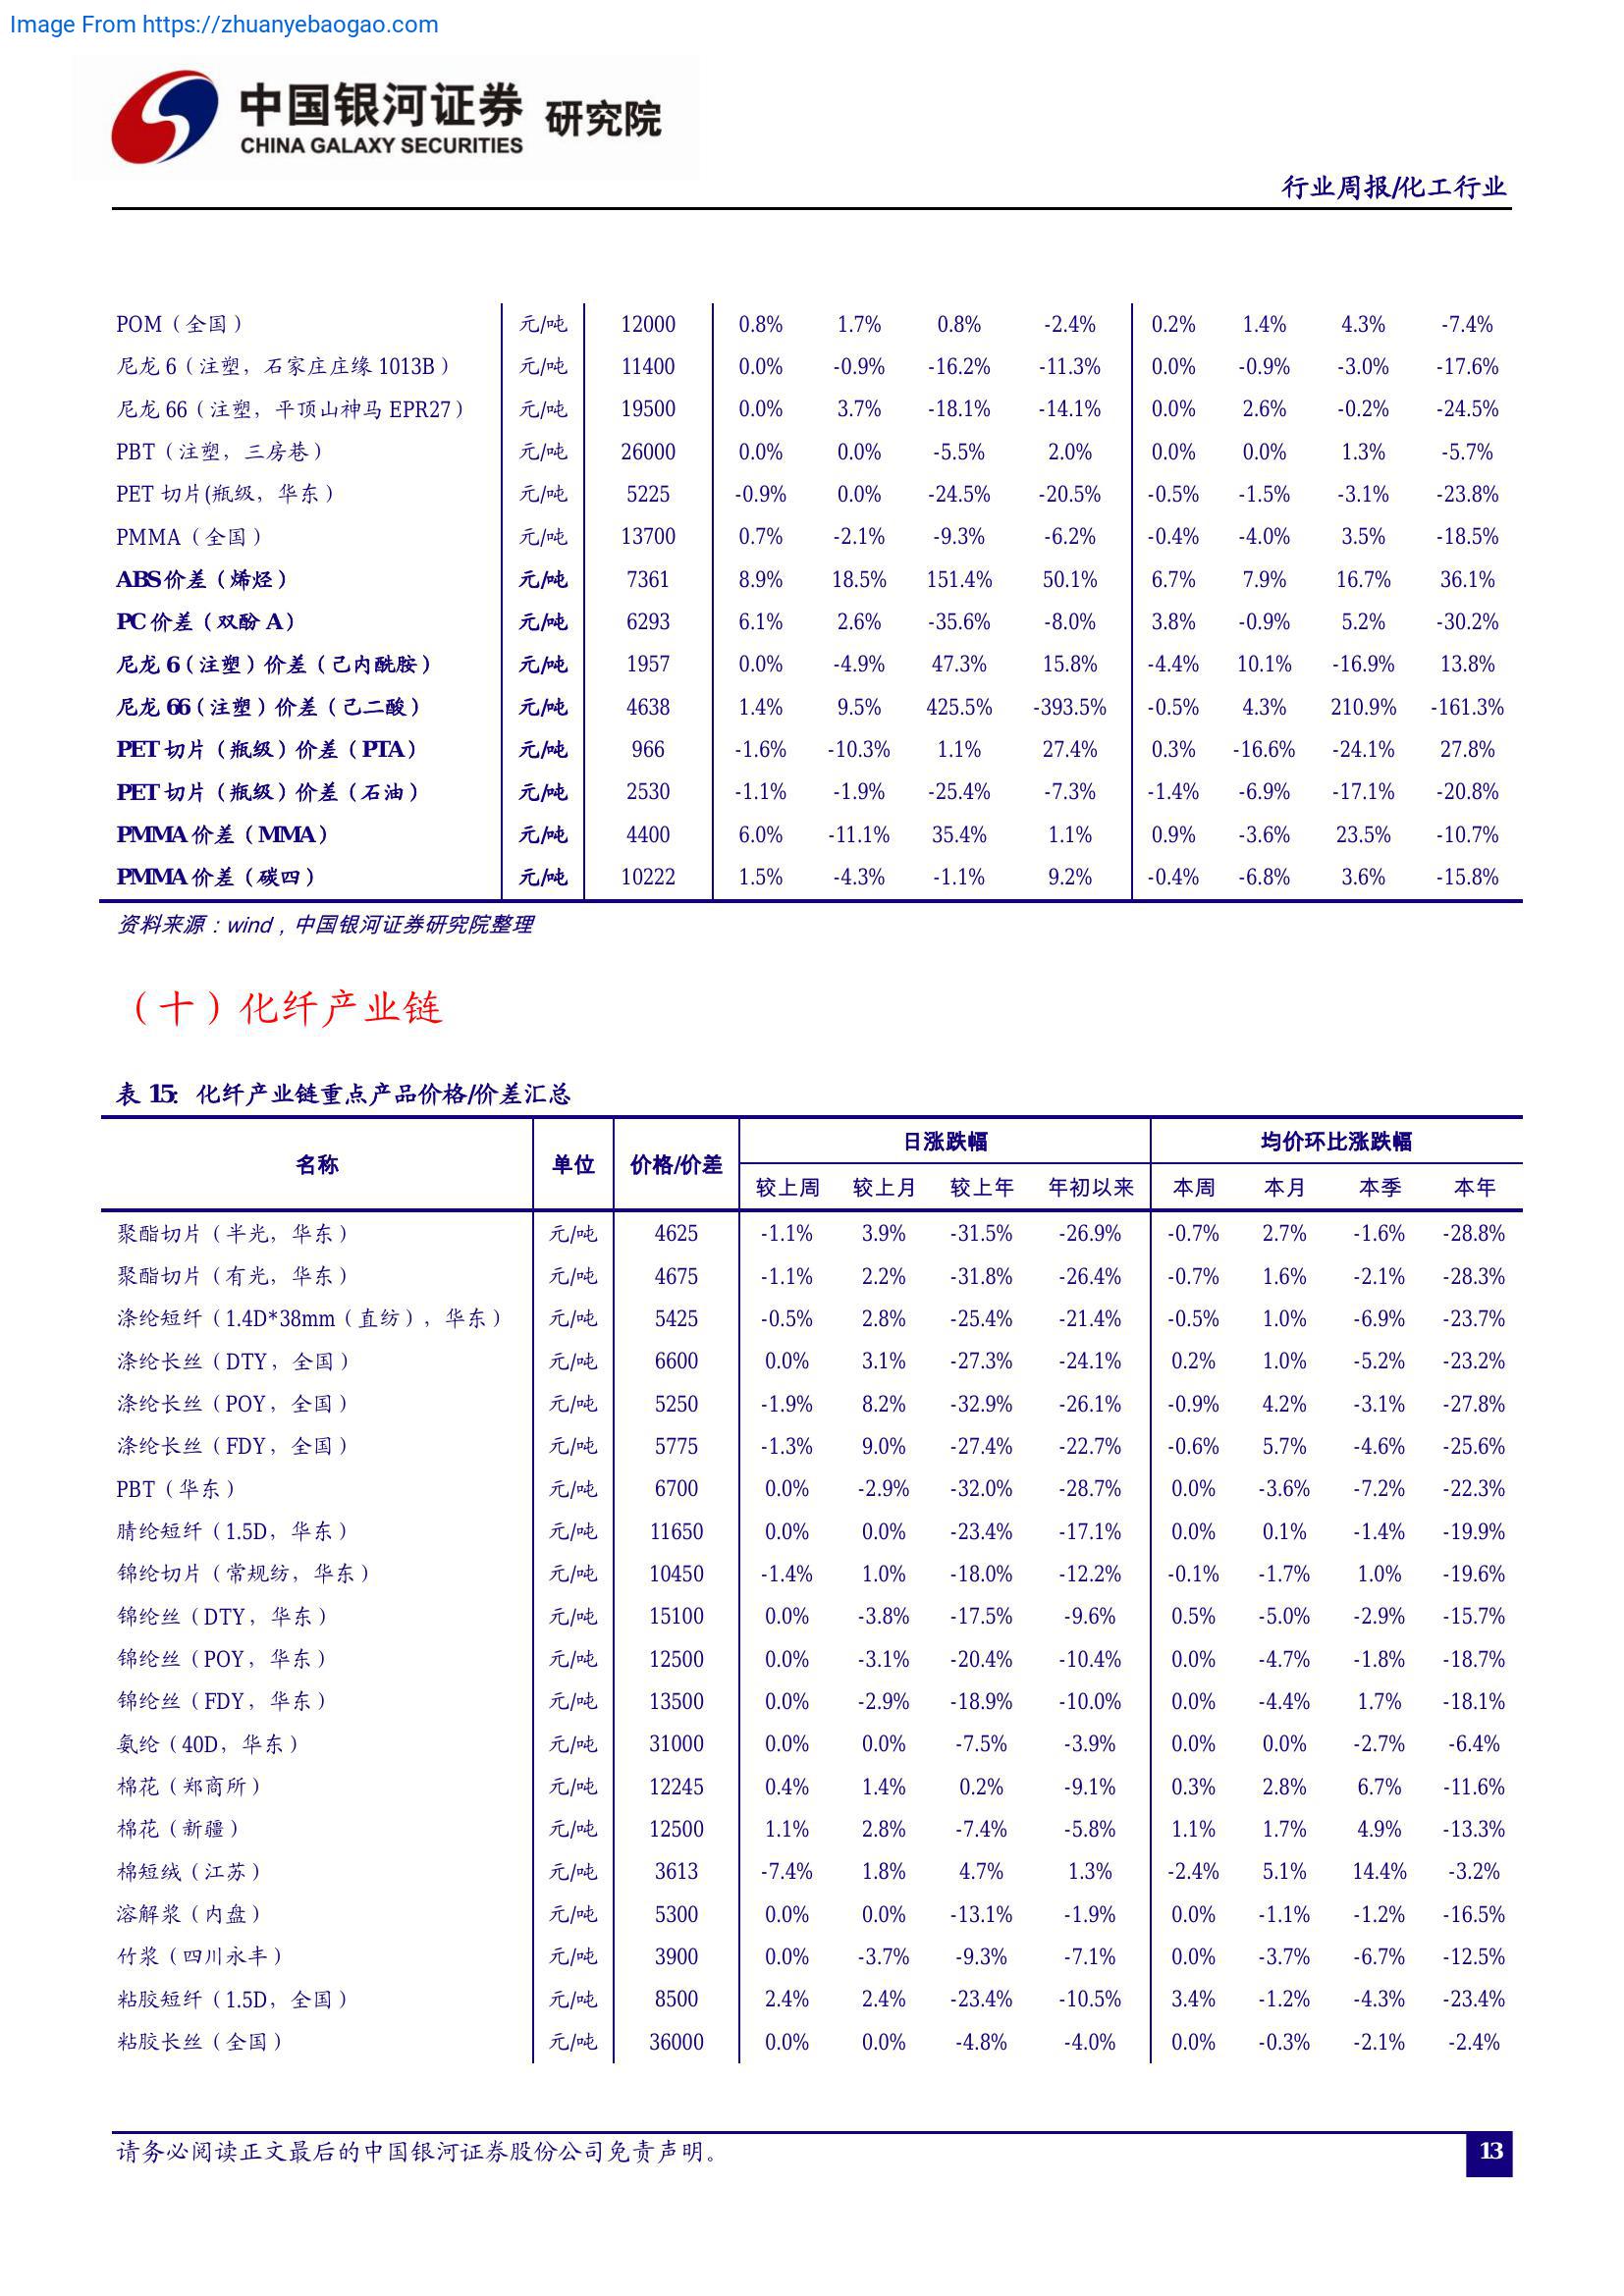 Image From https://zhuanyebaogao.com
中国银河证券 研究院
CHINA GALAXY SECURITIES
行业周报/化工行业
POM（全国） 元/吨 12000 0.8% 1.7% 0.8% -2.4% 0.2% 1.4% 4.3% -7.4%
尼龙 6（注塑，石家庄庄缘 1013B） 元/吨 11400 0.0% -0.9% -16.2% -11.3% 0.0% -0.9% -3.0% -17.6%
尼龙 66（注塑，平顶山神马 EPR27） 元/吨 19500 0.0% 3.7% -18.1% -14.1% 0.0% 2.6% -0.2% -24.5%
PBT（注塑，三房巷） 元/吨 26000 0.0% 0.0% -5.5% 2.0% 0.0% 0.0% 1.3% -5.7%
PET 切片(瓶级，华东） 元/吨 5225 -0.9% 0.0% -24.5% -20.5% -0.5% -1.5% -3.1% -23.8%
PMMA（全国） 元/吨 13700 0.7% -2.1% -9.3% -6.2% -0.4% -4.0% 3.5% -18.5%
ABS 价差（烯烃） 元/吨 7361 8.9% 18.5% 151.4% 50.1% 6.7% 7.9% 16.7% 36.1%
PC 价差（双酚 A） 元/吨 6293 6.1% 2.6% -35.6% -8.0% 3.8% -0.9% 5.2% -30.2%
尼龙 6（注塑）价差（己内酰胺） 元/吨 1957 0.0% -4.9% 47.3% 15.8% -4.4% 10.1% -16.9% 13.8%
尼龙 66（注塑）价差（己二酸） 元/吨 4638 1.4% 9.5% 425.5% -393.5% -0.5% 4.3% 210.9% -161.3%
PET 切片（瓶级）价差（PTA） 元/吨 966 -1.6% -10.3% 1.1% 27.4% 0.3% -16.6% -24.1% 27.8%
PET 切片（瓶级）价差（石油） 元/吨 2530 -1.1% -1.9% -25.4% -7.3% -1.4% -6.9% -17.1% -20.8%
PMMA 价差（MMA） 元/吨 4400 6.0% -11.1% 35.4% 1.1% 0.9% -3.6% 23.5% -10.7%
PMMA 价差（碳四） 元/吨 10222 1.5% -4.3% -1.1% 9.2% -0.4% -6.8% 3.6% -15.8%
资料来源：wind，中国银河证券研究院整理
（十）化纤产业链
表 15: 化纤产业链重点产品价格/价差汇总
名称 单位 价格/价差 日涨跌幅 均价环比涨跌幅
较上周 较上月 较上年 年初以来 本周 本月 本季 本年
聚酯切片（半光，华东） 元/吨 4625 -1.1% 3.9% -31.5% -26.9% -0.7% 2.7% -1.6% -28.8%
聚酯切片（有光，华东） 元/吨 4675 -1.1% 2.2% -31.8% -26.4% -0.7% 1.6% -2.1% -28.3%
涤纶短纤（1.4D*38mm（直纺），华东） 元/吨 5425 -0.5% 2.8% -25.4% -21.4% -0.5% 1.0% -6.9% -23.7%
涤纶长丝（DTY，全国） 元/吨 6600 0.0% 3.1% -27.3% -24.1% 0.2% 1.0% -5.2% -23.2%
涤纶长丝（POY，全国） 元/吨 5250 -1.9% 8.2% -32.9% -26.1% -0.9% 4.2% -3.1% -27.8%
涤纶长丝（FDY，全国） 元/吨 5775 -1.3% 9.0% -27.4% -22.7% -0.6% 5.7% -4.6% -25.6%
PBT（华东） 元/吨 6700 0.0% -2.9% -32.0% -28.7% 0.0% -3.6% -7.2% -22.3%
腈纶短纤（1.5D，华东） 元/吨 11650 0.0% 0.0% -23.4% -17.1% 0.0% 0.1% -1.4% -19.9%
锦纶切片（常规纺，华东） 元/吨 10450 -1.4% 1.0% -18.0% -12.2% -0.1% -1.7% 1.0% -19.6%
锦纶丝（DTY，华东） 元/吨 15100 0.0% -3.8% -17.5% -9.6% 0.5% -5.0% -2.9% -15.7%
锦纶丝（POY，华东） 元/吨 12500 0.0% -3.1% -20.4% -10.4% 0.0% -4.7% -1.8% -18.7%
锦纶丝（FDY，华东） 元/吨 13500 0.0% -2.9% -18.9% -10.0% 0.0% -4.4% 1.7% -18.1%
氨纶（40D，华东） 元/吨 31000 0.0% 0.0% -7.5% -3.9% 0.0% 0.0% -2.7% -6.4%
棉花（郑商所） 元/吨 12245 0.4% 1.4% 0.2% -9.1% 0.3% 2.8% 6.7% -11.6%
棉花（新疆） 元/吨 12500 1.1% 2.8% -7.4% -5.8% 1.1% 1.7% 4.9% -13.3%
棉短绒（江苏） 元/吨 3613 -7.4% 1.8% 4.7% 1.3% -2.4% 5.1% 14.4% -3.2%
溶解浆（内盘） 元/吨 5300 0.0% 0.0% -13.1% -1.9% 0.0% -1.1% -1.2% -16.5%
竹浆（四川永丰） 元/吨 3900 0.0% -3.7% -9.3% -7.1% 0.0% -3.7% -6.7% -12.5%
粘胶短纤（1.5D，全国） 元/吨 8500 2.4% 2.4% -23.4% -10.5% 3.4% -1.2% -4.3% -23.4%
粘胶长丝（全国） 元/吨 36000 0.0% 0.0% -4.8% -4.0% 0.0% -0.3% -2.1% -2.4%
请务必阅读正文最后的中国银河证券股份公司免责声明。
13